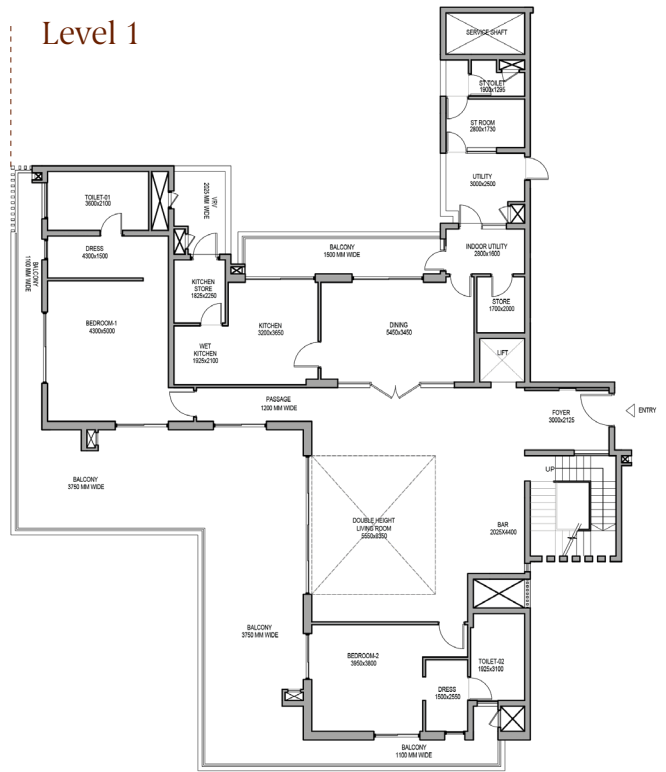 Level 1
SERVICE SHAFT
ST TOILET
1900x1295
ST ROOM
2800x1730
UTILITY
3000x2500
TOILET-01
3600x2100
VRV
2025 MM WIDE
DRESS
4300x1500
BALCONY
1500 MM WIDE
INDOOR UTILITY
2800x1600
BALCONY
1100 MM WIDE
KITCHEN
STORE
1825x2250
STORE
1700x2000
BEDROOM-1
4300x5000
KITCHEN
3200x3650
DINING
5450x3450
WET
KITCHEN
1925x2100
LIFT
PASSAGE
1200 MM WIDE
FOYER
3000x2125
ENTRY
UP
BALCONY
3750 MM WIDE
DOUBLE HEIGHT
LIVING ROOM
5550x8350
BAR
2025X4400
BALCONY
3750 MM WIDE
BEDROOM-2
3950x3800
TOILET-02
1925x3100
DRESS
1500x2550
BALCONY
1100 MM WIDE